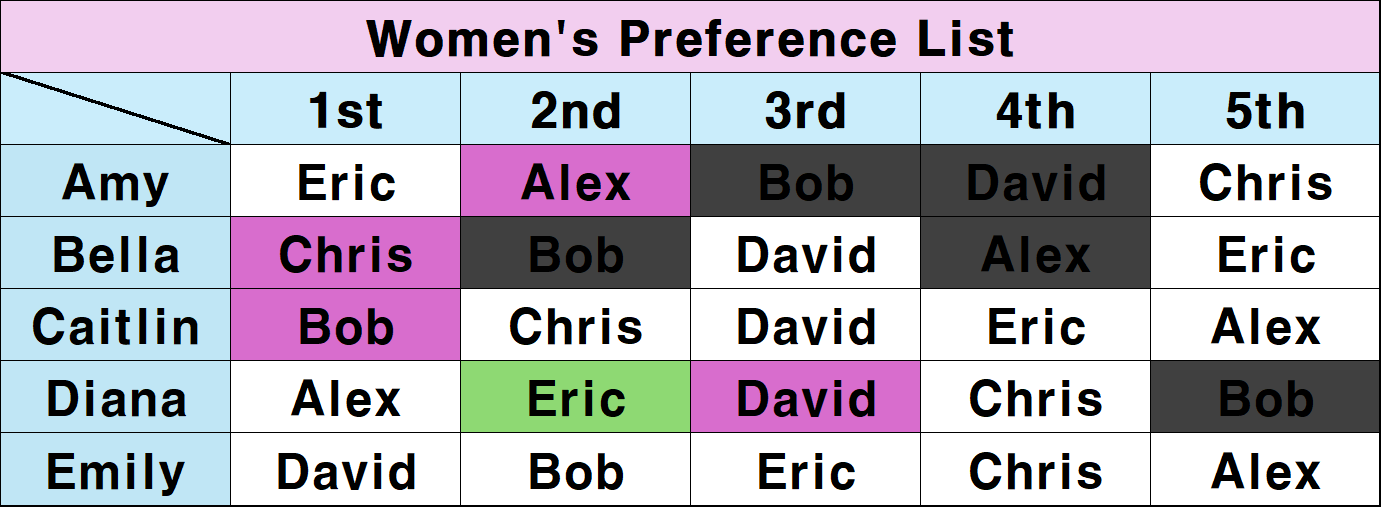 Women's Preference List
1st 2nd 3rd 4th 5th
Amy Eric Alex Bob David Chris
Bella Chris Bob David Alex Eric
Caitlin Bob Chris David Eric Alex
Diana Alex Eric David Chris Bob
Emily David Bob Eric Chris Alex